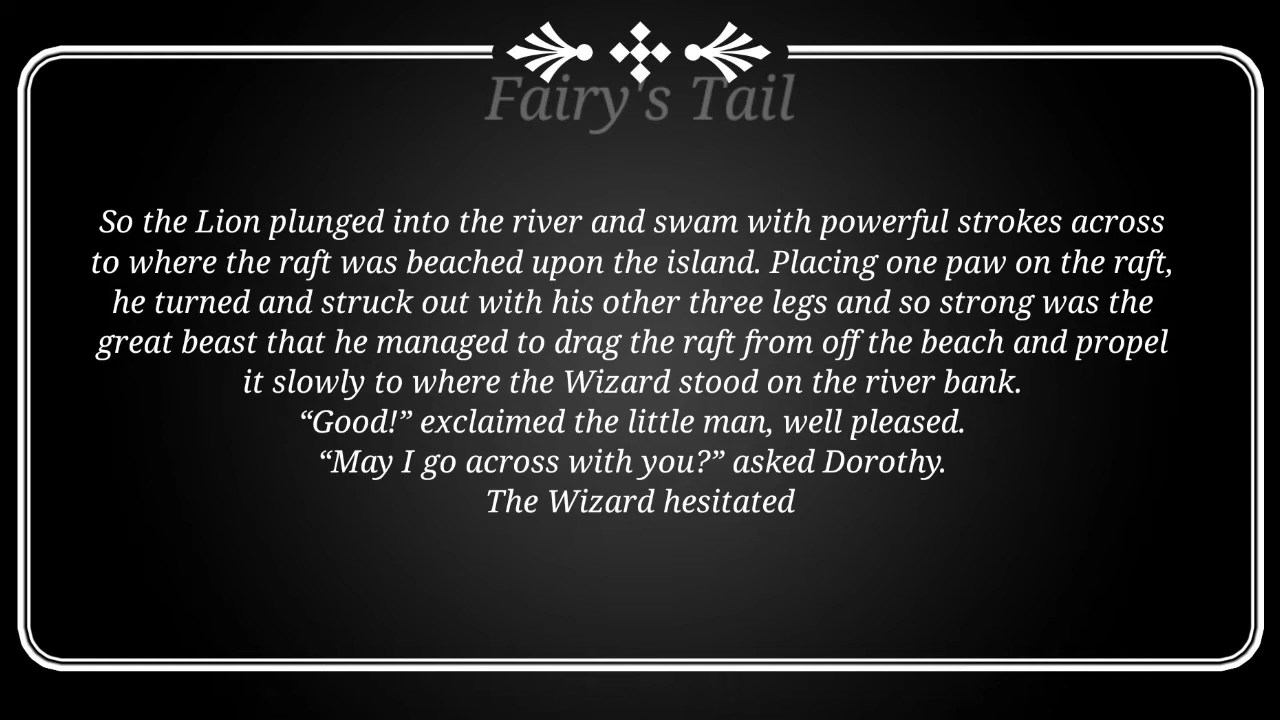 Fairy's Tail
So the Lion plunged into the river and swam with powerful strokes across
to where the raft was beached upon the island. Placing one paw on the raft,
he turned and struck out with his other three legs and so strong was the
great beast that he managed to drag the raft from off the beach and propel
it slowly to where the Wizard stood on the river bank.
“Good!” exclaimed the little man, well pleased.
“May I go across with you?” asked Dorothy.
The Wizard hesitated